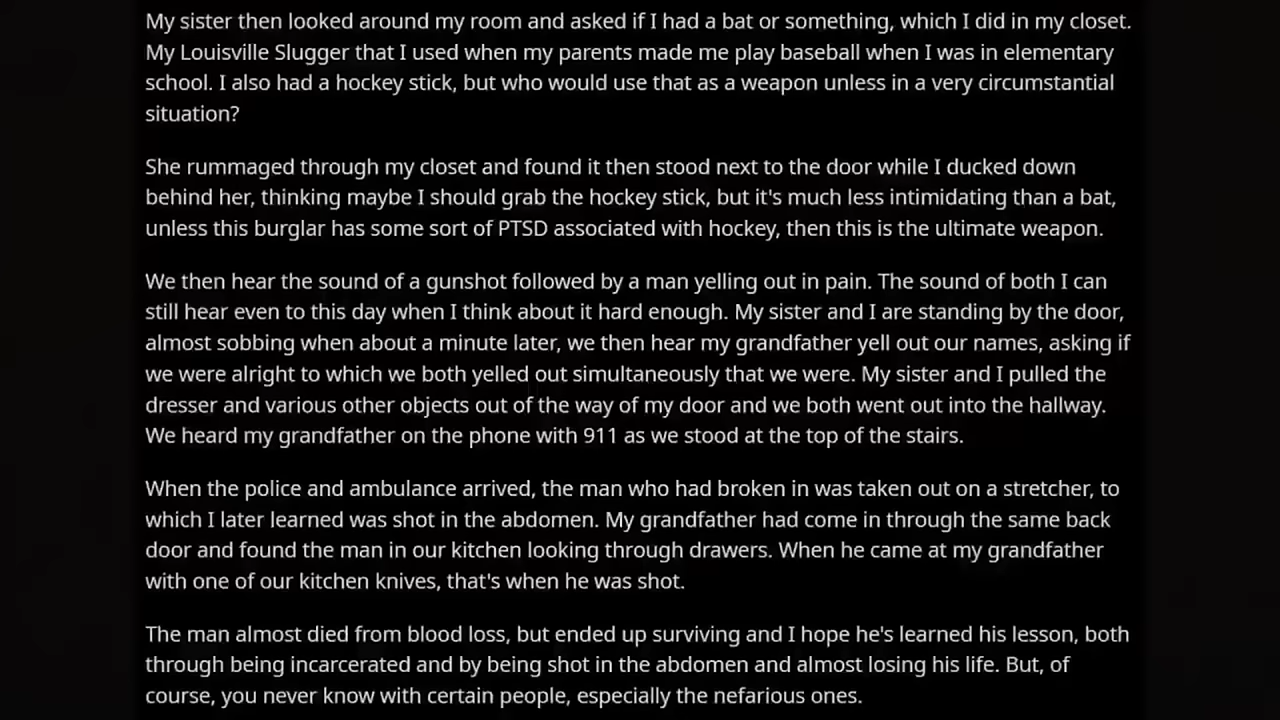 My sister then looked around my room and asked if I had a bat or something, which I did in my closet.
My Louisville Slugger that I used when my parents made me play baseball when I was in elementary
school. I also had a hockey stick, but who would use that as a weapon unless in a very circumstantial
situation?
She rummaged through my closet and found it then stood next to the door while I ducked down
behind her, thinking maybe I should grab the hockey stick, but it's much less intimidating than a bat,
unless this burglar has some sort of PTSD associated with hockey, then this is the ultimate weapon.
We then hear the sound of a gunshot followed by a man yelling out in pain. The sound of both I can
still hear even to this day when I think about it hard enough. My sister and I are standing by the door,
almost sobbing when about a minute later, we then hear my grandfather yell out our names, asking if
we were alright to which we both yelled out simultaneously that we were. My sister and I pulled the
dresser and various other objects out of the way of my door and we both went out into the hallway.
We heard my grandfather on the phone with 911 as we stood at the top of the stairs.
When the police and ambulance arrived, the man who had broken in was taken out on a stretcher, to
which I later learned was shot in the abdomen. My grandfather had come in through the same back
door and found the man in our kitchen looking through drawers. When he came at my grandfather
with one of our kitchen knives, that's when he was shot.
The man almost died from blood loss, but ended up surviving and I hope he's learned his lesson, both
through being incarcerated and by being shot in the abdomen and almost losing his life. But, of
course, you never know with certain people, especially the nefarious ones.